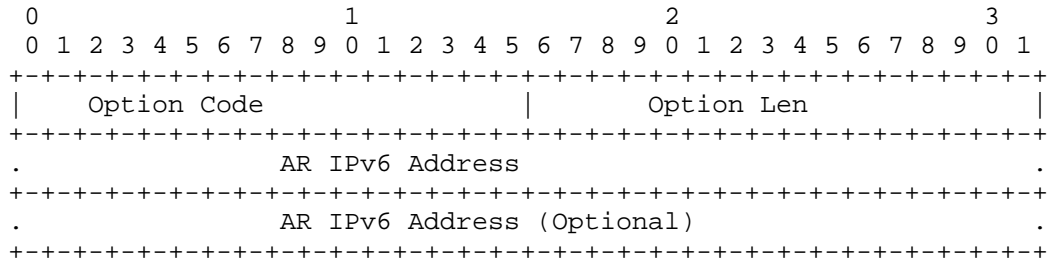 0                   1                   2                   3
 0 1 2 3 4 5 6 7 8 9 0 1 2 3 4 5 6 7 8 9 0 1 2 3 4 5 6 7 8 9 0 1
+-+-+-+-+-+-+-+-+-+-+-+-+-+-+-+-+-+-+-+-+-+-+-+-+-+-+-+-+-+-+-+-+
|    Option Code                |       Option Len              |
+-+-+-+-+-+-+-+-+-+-+-+-+-+-+-+-+-+-+-+-+-+-+-+-+-+-+-+-+-+-+-+-+
.                AR IPv6 Address                                .
+-+-+-+-+-+-+-+-+-+-+-+-+-+-+-+-+-+-+-+-+-+-+-+-+-+-+-+-+-+-+-+-+
.                AR IPv6 Address (Optional)                     .
+-+-+-+-+-+-+-+-+-+-+-+-+-+-+-+-+-+-+-+-+-+-+-+-+-+-+-+-+-+-+-+-+